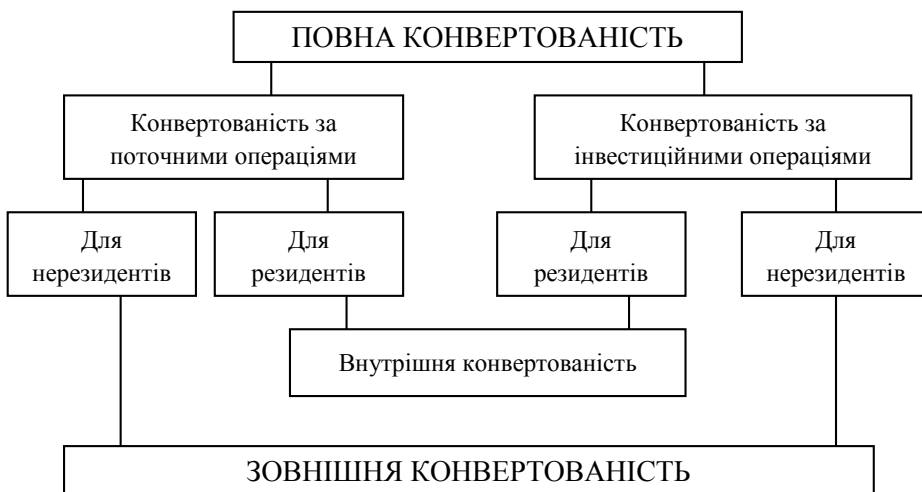 ПОВНА КОНВЕРТОВАНІСТЬ
Конвертованість за
поточними операціями
Конвертованість за
інвестиційними операціями
Для
нерезидентів
Для
резидентів
Для
резидентів
Для
нерезидентів
Внутрішня конвертованість
ЗОВНІШНЯ КОНВЕРТОВАНІСТЬ